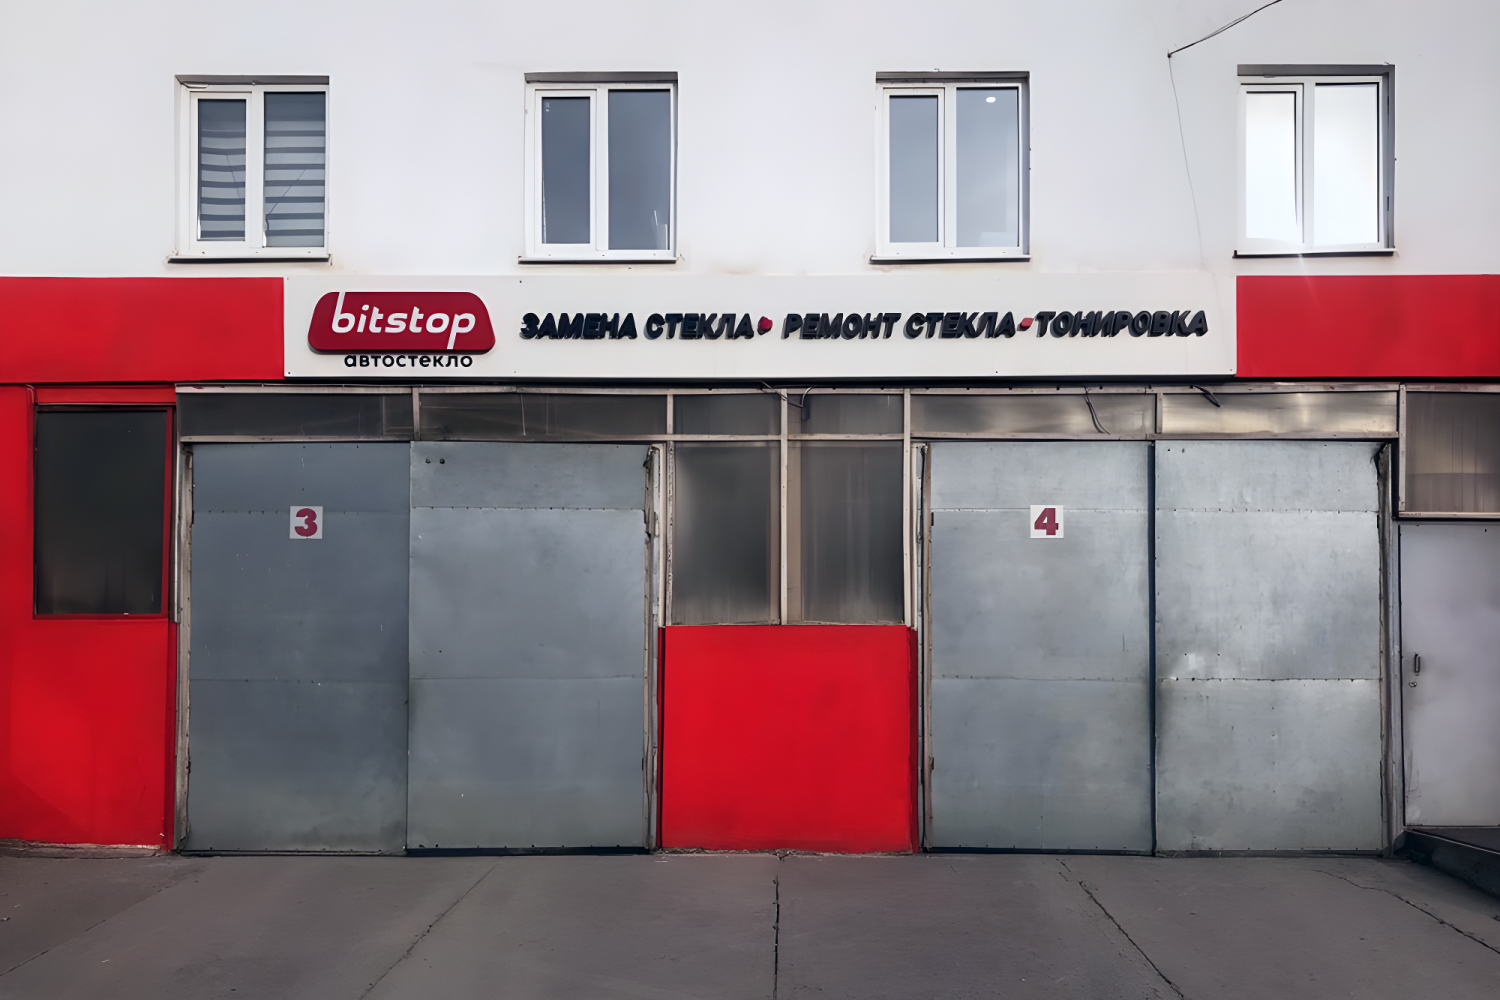 bitstop
автостекло
ЗАМЕНА СТЕКЛА • РЕМОНТ СТЕКЛА • ТОНИРОВКА
3
4